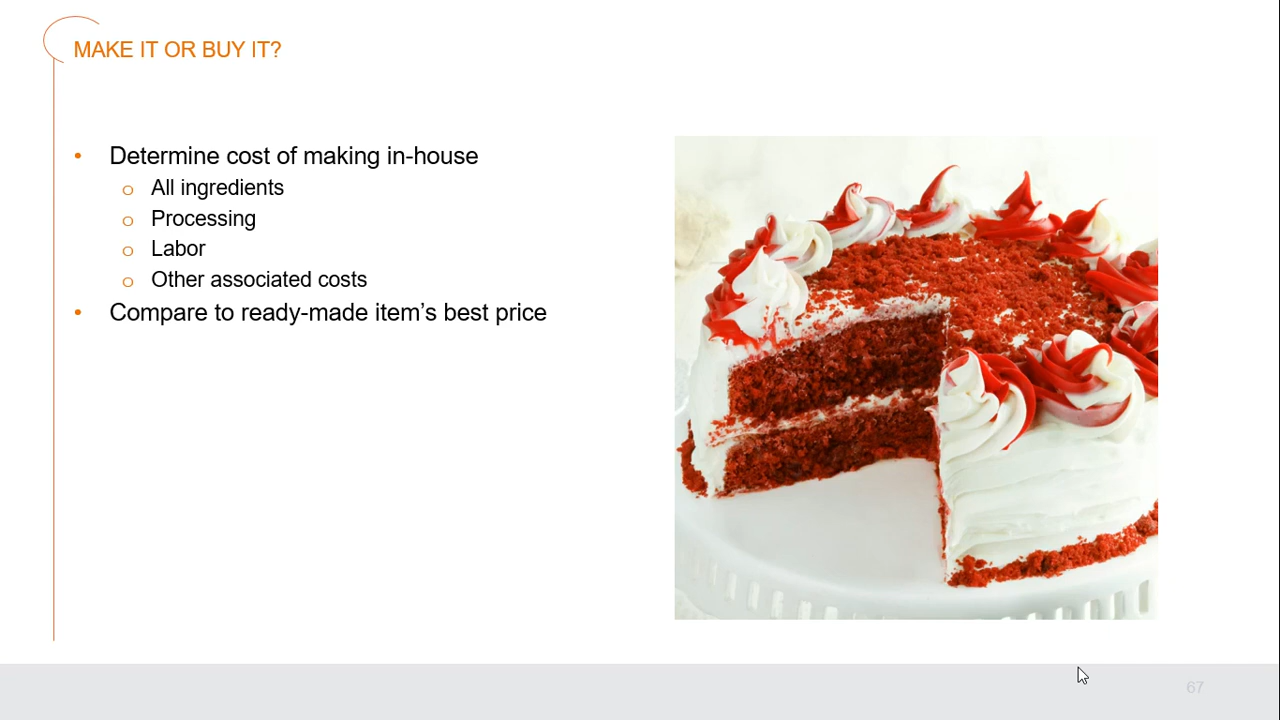 MAKE IT OR BUY IT?
• Determine cost of making in-house
o All ingredients
o Processing
o Labor
o Other associated costs
• Compare to ready-made item’s best price
67